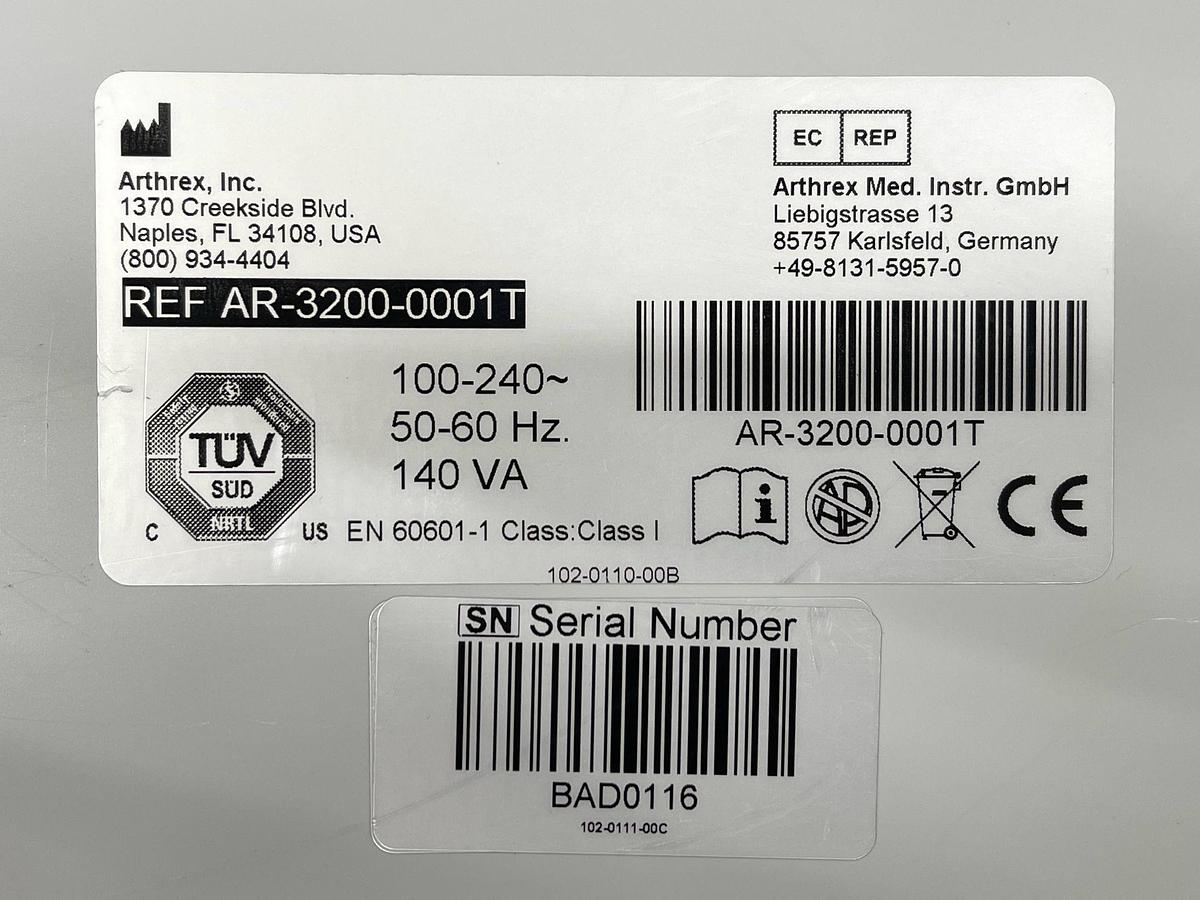 Arthrex, Inc.
1370 Creekside Blvd.
Naples, FL 34108, USA
(800) 934-4404
REF AR-3200-0001T
EC REP
Arthrex Med. Instr. GmbH
Liebigstrasse 13
85757 Karlsfeld, Germany
+49-8131-5957-0
AR-3200-0001T
TÜV
SÜD
NRTL
C US
100-240~
50-60 Hz.
140 VA
EN 60601-1 Class:Class I
i
AD
CE
102-0110-00B
SN Serial Number
BAD0116
102-0111-00C